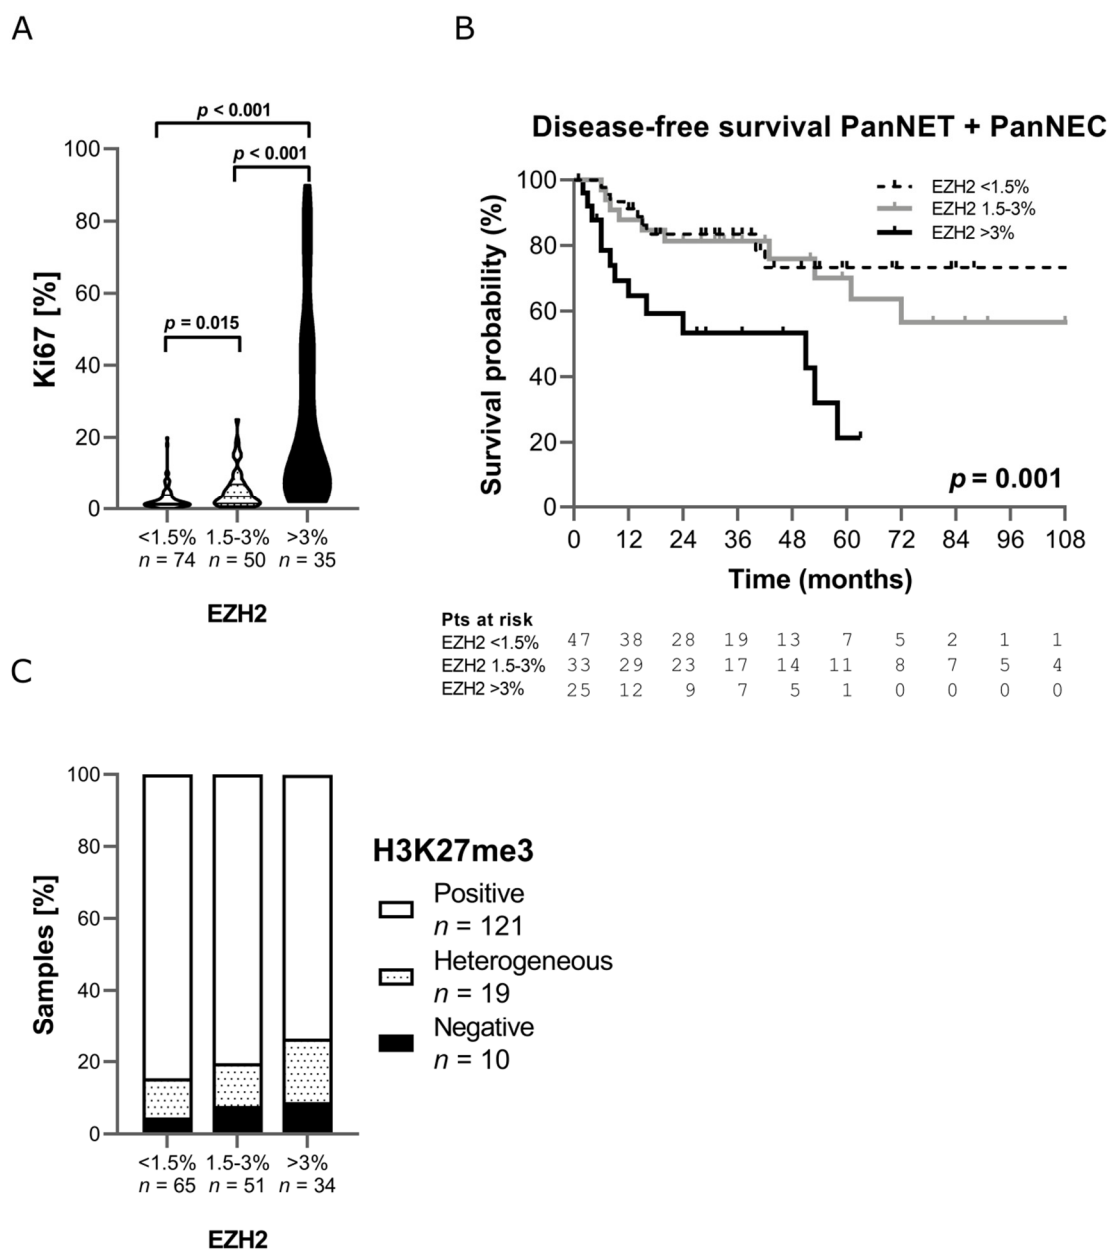 A
p < 0.001
p < 0.001
p = 0.015
Ki67 [%]
100
80
60
40
20
0
<1.5% 1.5-3% >3%
n = 74 n = 50 n = 35
EZH2
B
Disease-free survival PanNET + PanNEC
EZH2 <1.5%
EZH2 1.5-3%
EZH2 >3%
Survival probability (%)
100
80
60
40
20
0
p = 0.001
0 12 24 36 48 60 72 84 96 108
Time (months)
Pts at risk
EZH2 <1.5% 47 38 28 19 13 7 5 2 1 1
EZH2 1.5-3% 33 29 23 17 14 11 8 7 5 4
EZH2 >3% 25 12 9 7 5 1 0 0 0 0
C
Samples [%]
100
80
60
40
20
0
<1.5% 1.5-3% >3%
n = 65 n = 51 n = 34
EZH2
H3K27me3
Positive
n = 121
Heterogeneous
n = 19
Negative
n = 10